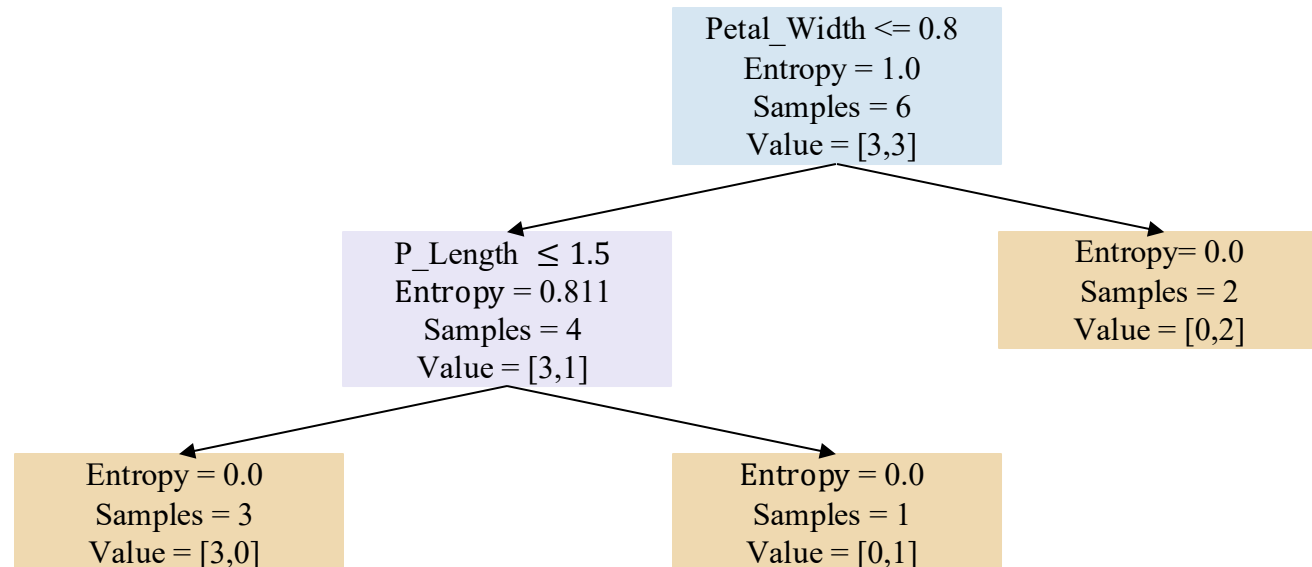 Petal_Width <= 0.8
Entropy = 1.0
Samples = 6
Value = [3,3]
P_Length ≤ 1.5
Entropy = 0.811
Samples = 4
Value = [3,1]
Entropy= 0.0
Samples = 2
Value = [0,2]
Entropy = 0.0
Samples = 3
Value = [3,0]
Entropy = 0.0
Samples = 1
Value = [0,1]